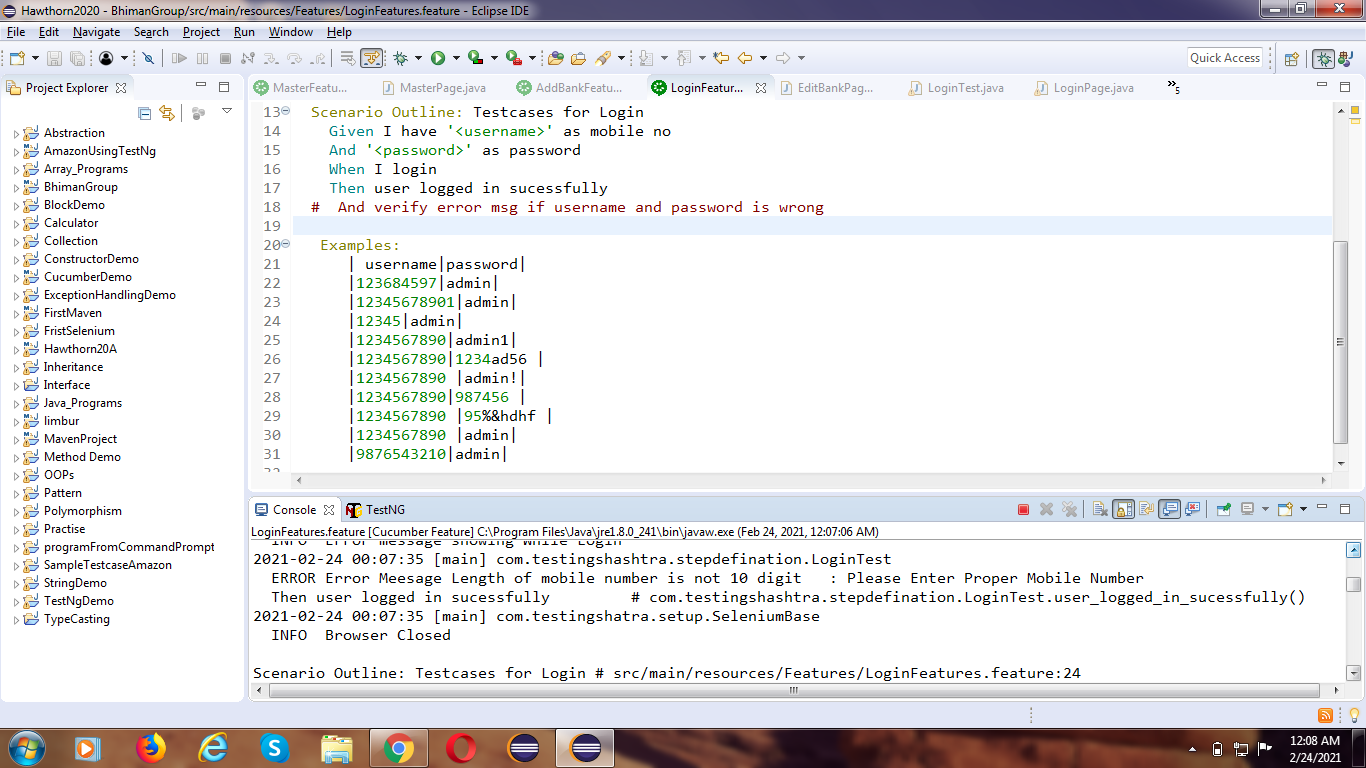 Hawthorn2020 - BhimanGroup/src/main/resources/Features/LoginFeatures.feature - Eclipse IDE
File Edit Navigate Search Project Run Window Help
Quick Access
Project Explorer
MasterFeatu... MasterPage.java AddBankFeatu... LoginFeatur... EditBankPag... LoginTest.java LoginPage.java »5
Abstraction
AmazonUsingTestNg
Array_Programs
BhimanGroup
BlockDemo
Calculator
Collection
ConstructorDemo
CucumberDemo
ExceptionHandlingDemo
FirstMaven
FristSelenium
Hawthorn20A
Inheritance
Interface
Java_Programs
limbur
MavenProject
Method Demo
OOPs
Pattern
Polymorphism
Practise
programFromCommandPrompt
SampleTestcaseAmazon
StringDemo
TestNgDemo
TypeCasting
13 Scenario Outline: Testcases for Login
14 Given I have '<username>' as mobile no
15 And '<password>' as password
16 When I login
17 Then user logged in sucessfully
18 # And verify error msg if username and password is wrong
19
20 Examples:
21 | username|password|
22 |123684597|admin|
23 |12345678901|admin|
24 |12345|admin|
25 |1234567890|admin1|
26 |1234567890|1234ad56 |
27 |1234567890 |admin!|
28 |1234567890|987456 |
29 |1234567890 |95%&hdhf |
30 |1234567890 |admin|
31 |9876543210|admin|
32
Console TestNG
LoginFeatures.feature [Cucumber Feature] C:\Program Files\Java\jre1.8.0_241\bin\javaw.exe (Feb 24, 2021, 12:07:06 AM)
INFO Error message showing While Login
2021-02-24 00:07:35 [main] com.testingshashtra.stepdefination.LoginTest
ERROR Error Meesage Length of mobile number is not 10 digit : Please Enter Proper Mobile Number
Then user logged in sucessfully # com.testingshashtra.stepdefination.LoginTest.user_logged_in_sucessfully()
2021-02-24 00:07:35 [main] com.testingshatra.setup.SeleniumBase
INFO Browser Closed
Scenario Outline: Testcases for Login # src/main/resources/Features/LoginFeatures.feature:24
12:08 AM
2/24/2021